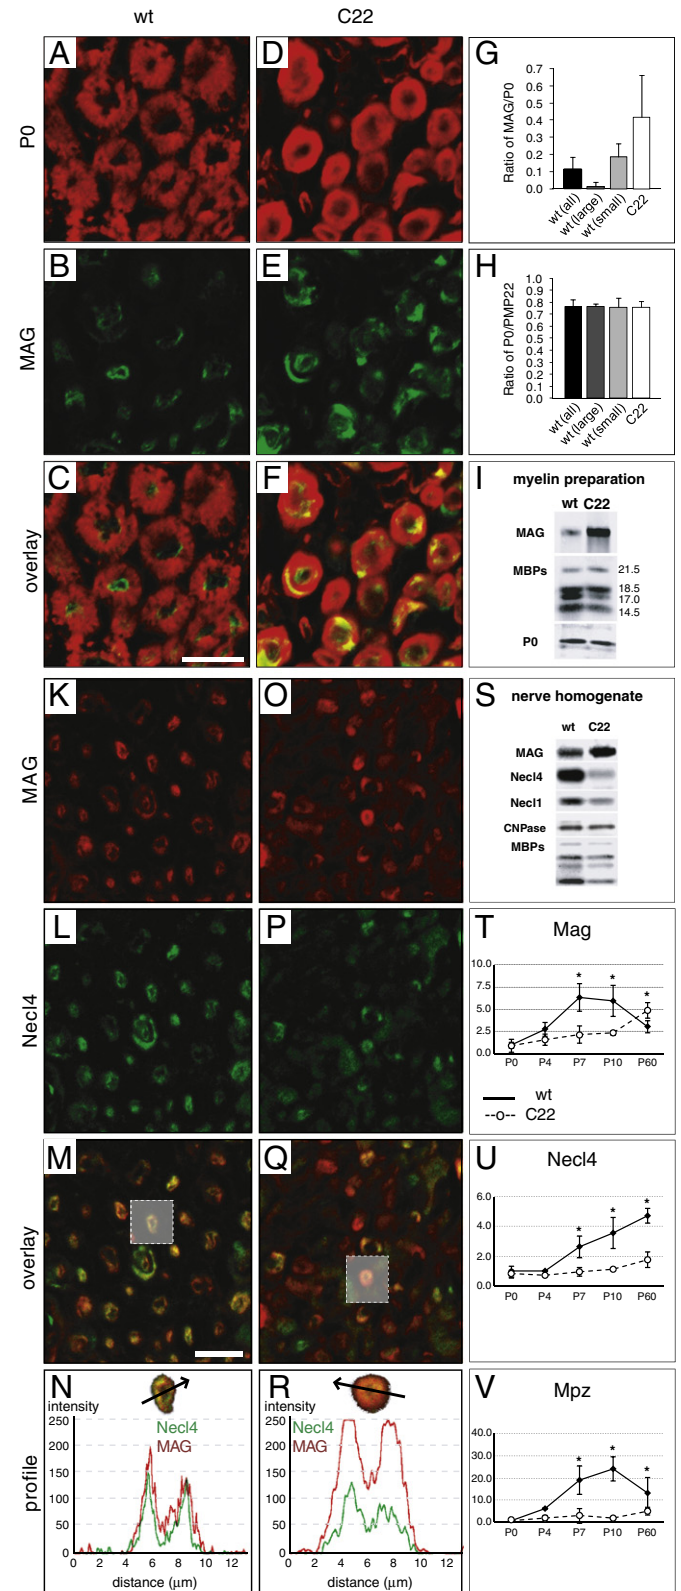 wt
C22
A
D
P0
B
E
MAG
C
F
overlay
G
Ratio of MAG/P0
0.7
0.6
0.5
0.4
0.3
0.2
0.1
0.0
wt(all)
wt(large)
wt(small)
C22
H
Ratio of P0/PMP22
1.0
0.9
0.8
0.7
0.6
0.5
0.4
0.3
0.2
0.1
0.0
wt(all)
wt(large)
wt(small)
C22
I
myelin preparation
wt C22
MAG
MBPs
21.5
18.5
17.0
14.5
P0
K
O
MAG
L
P
Necl4
M
Q
overlay
S
nerve homogenate
wt C22
MAG
Necl4
Necl1
CNPase
MBPs
T
Mag
10.0
7.5
5.0
2.5
0.0
* * *
P0 P4 P7 P10 P60
wt
C22
U
Necl4
6.0
4.0
2.0
0.0
* * *
P0 P4 P7 P10 P60
N
intensity
Necl4
MAG
250
200
150
100
50
0
0 2 4 6 8 10 12
distance (µm)
profile
R
intensity
Necl4
MAG
250
200
150
100
50
0
0 2 4 6 8 10 12
distance (µm)
V
Mpz
40.0
30.0
20.0
10.0
0.0
* * *
P0 P4 P7 P10 P60